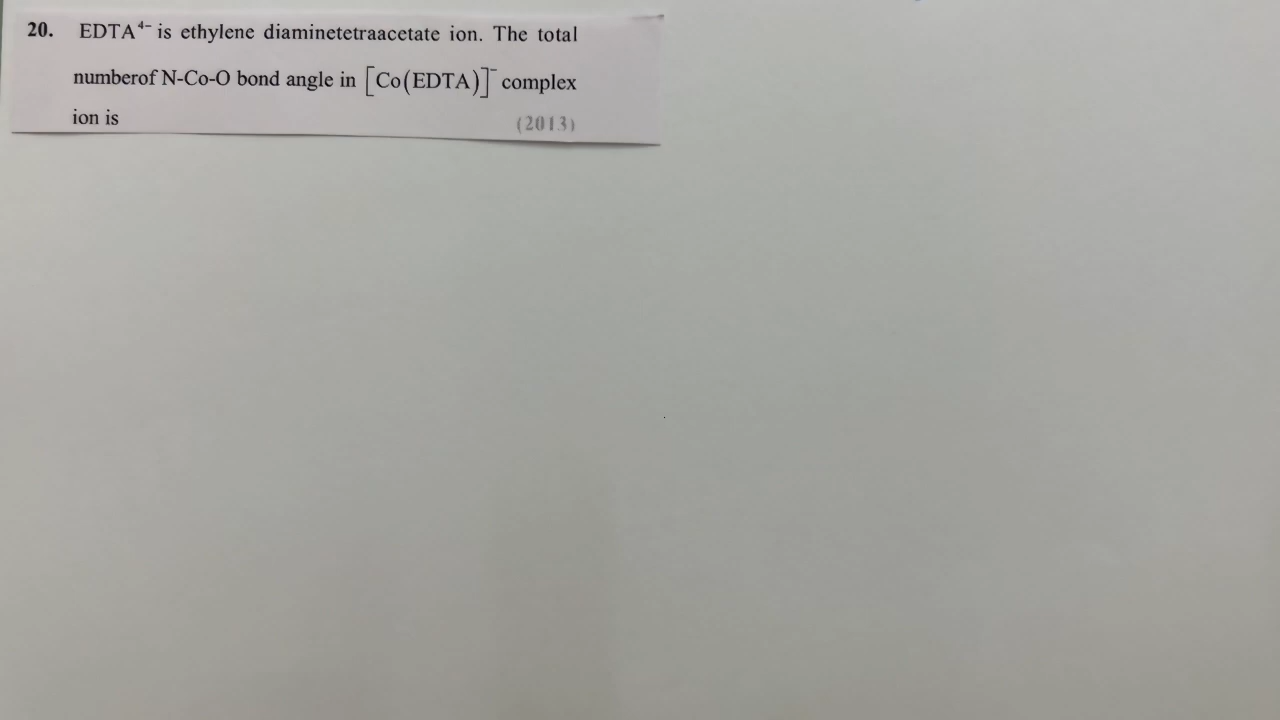 20. EDTA⁴⁻ is ethylene diaminetetraacetate ion. The total
numberof N-Co-O bond angle in [Co(EDTA)]⁻ complex
ion is (2013)